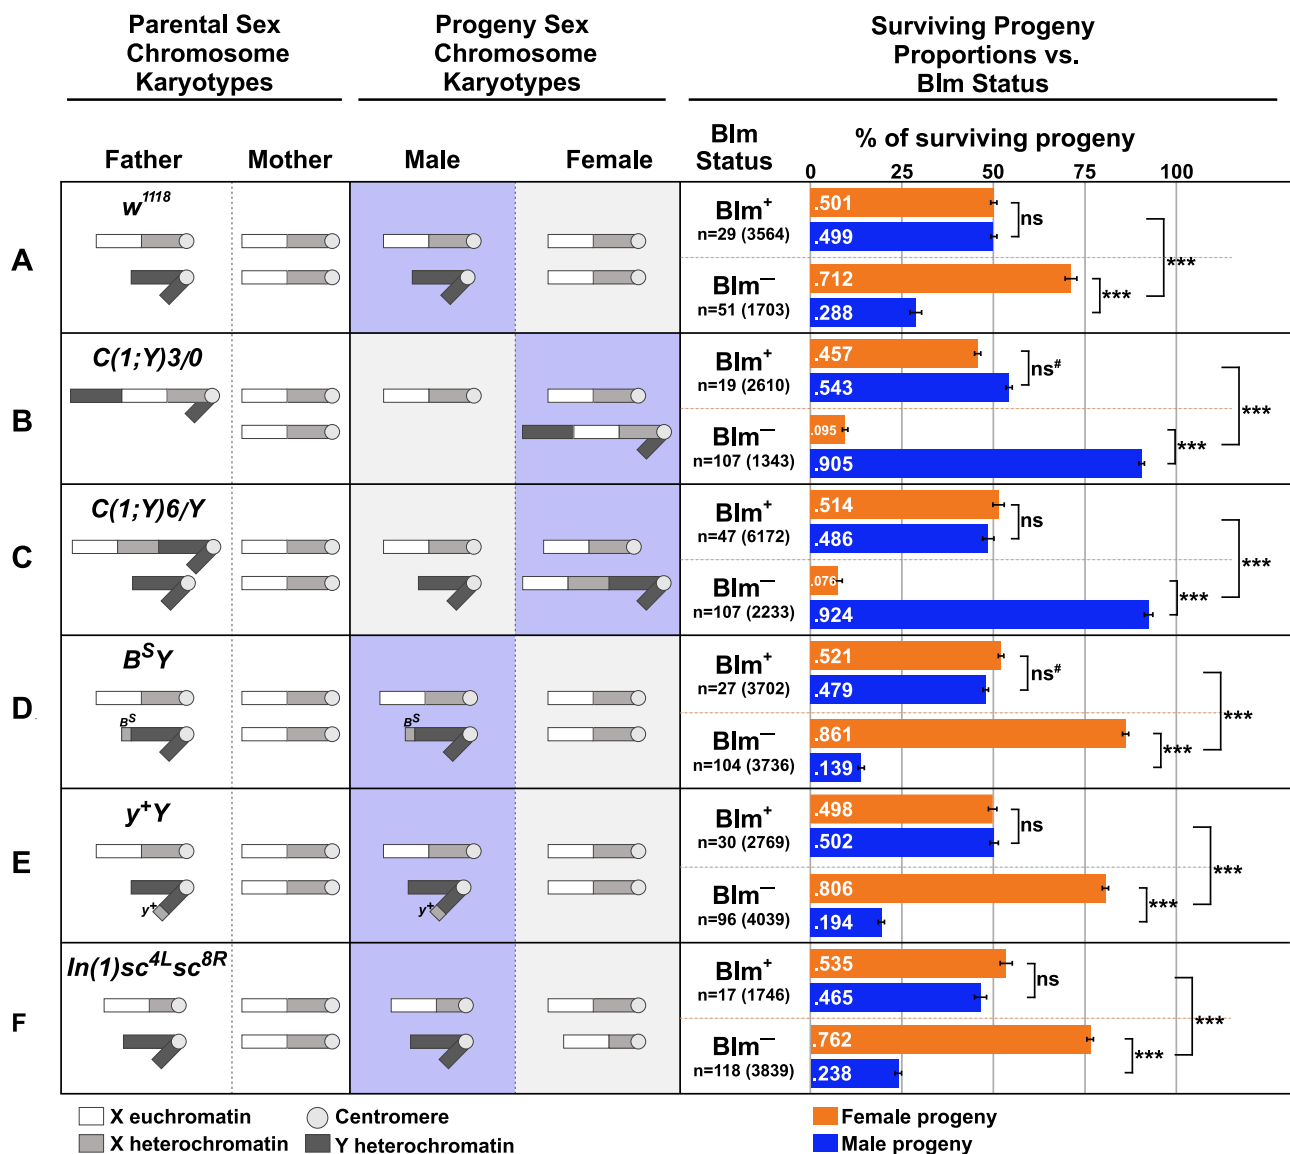 Parental Sex
Chromosome
Karyotypes
Progeny Sex
Chromosome
Karyotypes
Surviving Progeny
Proportions vs.
Blm Status
Father
Mother
Male
Female
Blm
Status
% of surviving progeny
0 25 50 75 100
A
w1118
Blm+
n=29 (3564)
.501
.499
ns
Blm—
n=51 (1703)
.712
.288
***
***
B
C(1;Y)3/0
Blm+
n=19 (2610)
.457
.543
ns#
Blm—
n=107 (1343)
.095
.905
***
***
C
C(1;Y)6/Y
Blm+
n=47 (6172)
.514
.486
ns
Blm—
n=107 (2233)
.076
.924
***
***
D
BSY
BS
BS
Blm+
n=27 (3702)
.521
.479
ns#
Blm—
n=104 (3736)
.861
.139
***
***
E
y+Y
y+
y+
Blm+
n=30 (2769)
.498
.502
ns
Blm—
n=96 (4039)
.806
.194
***
***
F
In(1)sc4Lsc8R
Blm+
n=17 (1746)
.535
.465
ns
Blm—
n=118 (3839)
.762
.238
***
***
X euchromatin
Centromere
X heterochromatin
Y heterochromatin
Female progeny
Male progeny